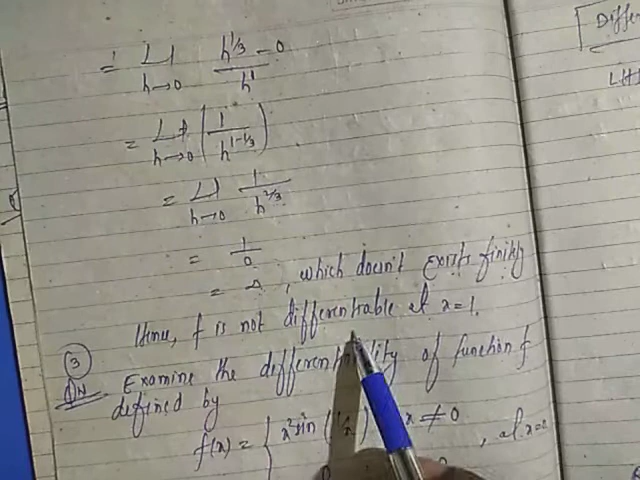 = Lt h→0 h^{1/3} - 0 / h^1
= Lt h→0 ( 1 / h^{1-1/3} )
= Lt h→0 1 / h^{2/3}
= 1/0
= ∞, which doesn't exists finitely
Hence, f is not differentiable at x=1.
③ Examine the differentiability of function f
defined by
f(x) = { x² sin (1/x) x ≠ 0
, at x=
Differ
LHD